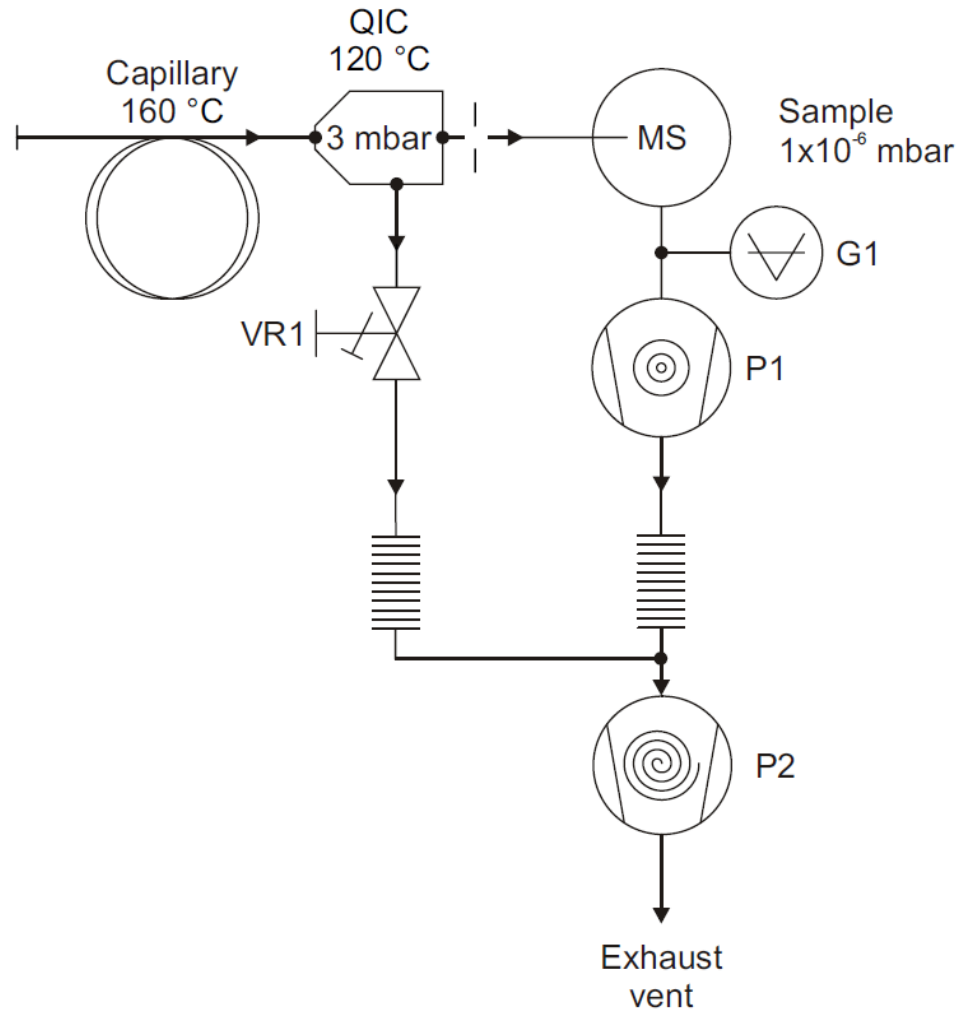 QIC
120 °C
Capillary
160 °C
3 mbar
MS
Sample
1x10⁻⁶ mbar
G1
VR1
P1
P2
Exhaust
vent